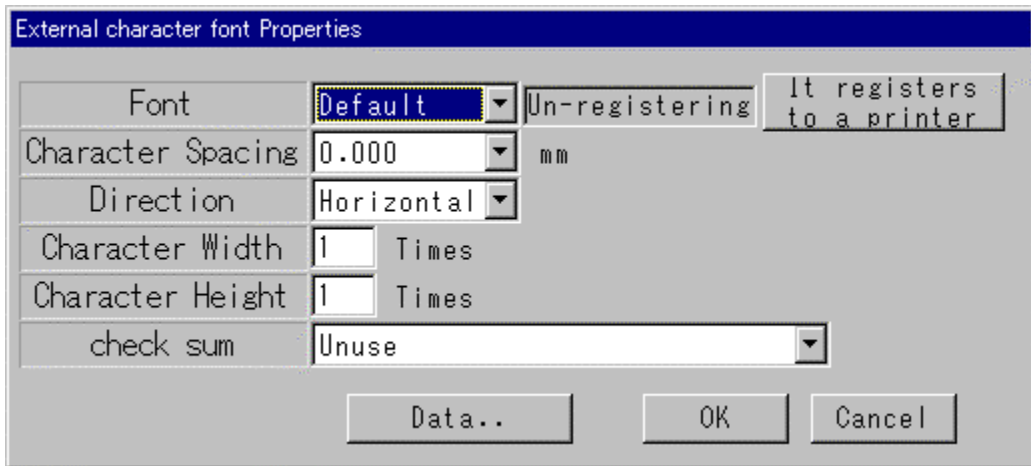 External character font Properties
Font Default Un-registering It registers
to a printer
Character Spacing 0.000 mm
Direction Horizontal
Character Width 1 Times
Character Height 1 Times
check sum Unuse
Data.. OK Cancel